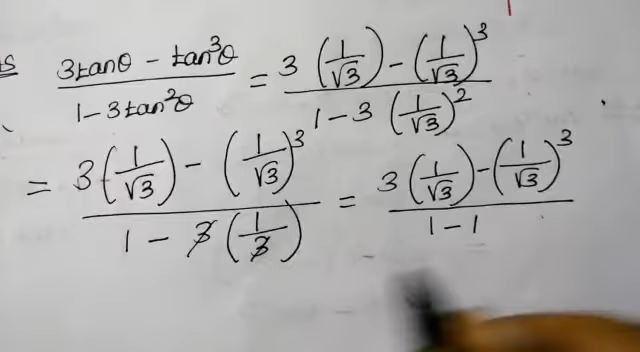 (3tanθ - tan³θ)/(1-3tan²θ) = (3(1/√3) - (1/√3)³)/(1-3(1/√3)²)
= (3(1/√3) - (1/√3)³)/(1 - 3(1/3)) = (3(1/√3) - (1/√3)³)/(1-1)